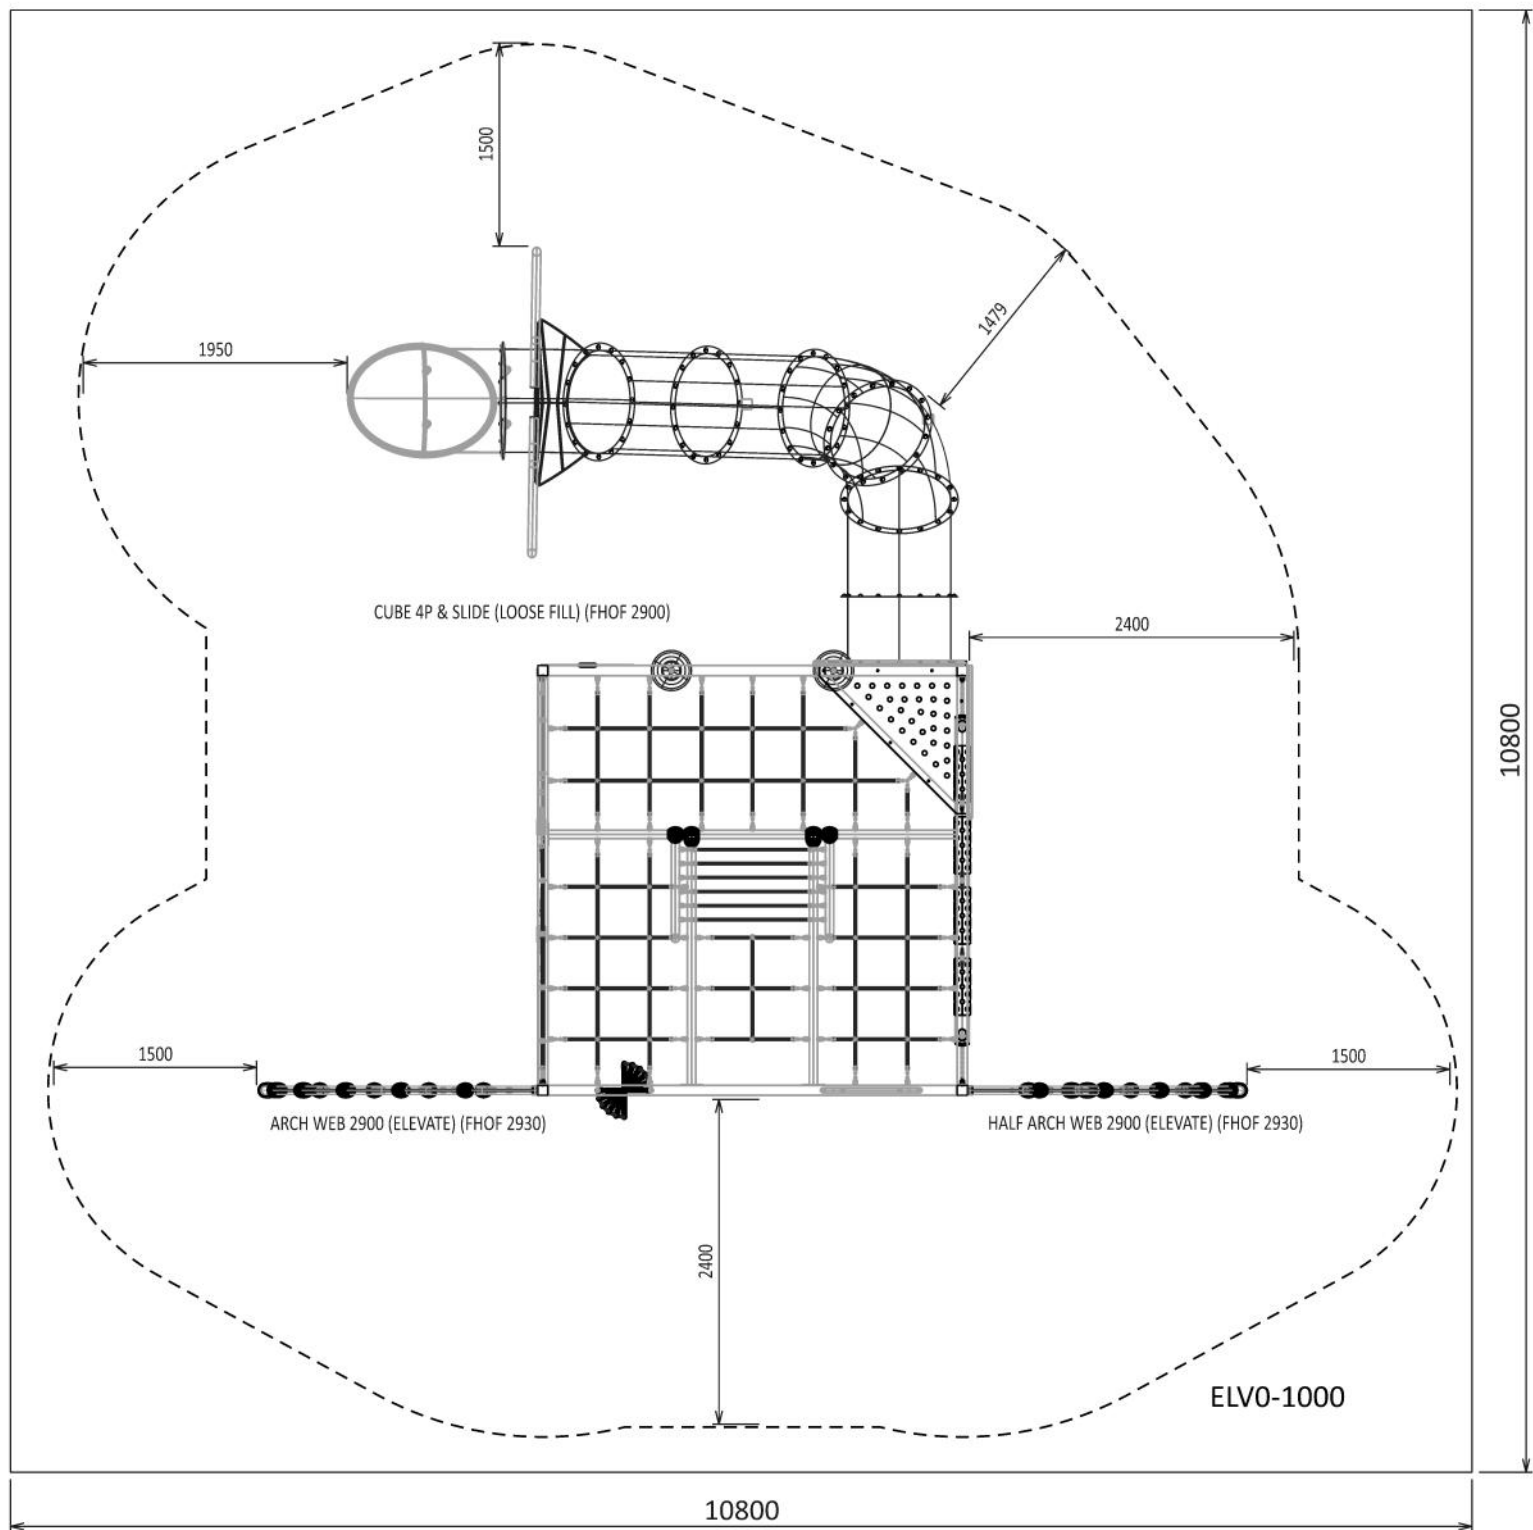 1500
1479
1950
CUBE 4P & SLIDE (LOOSE FILL) (FHOF 2900)
2400
10800
1500
1500
ARCH WEB 2900 (ELEVATE) (FHOF 2930)
HALF ARCH WEB 2900 (ELEVATE) (FHOF 2930)
2400
ELV0-1000
10800